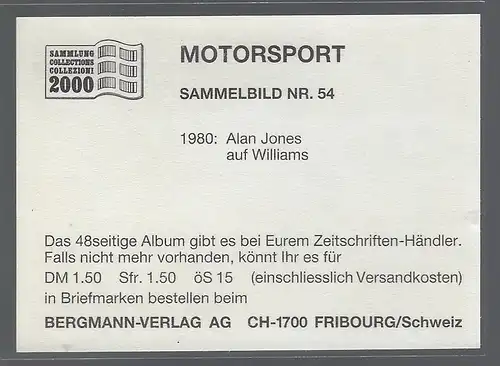 SAMMLUNG
COLLECTIONS
COLLEZIONI
2000
MOTORSPORT
SAMMELBILD NR. 54
1980: Alan Jones
auf Williams
Das 48seitige Album gibt es bei Eurem Zeitschriften-Händler.
Falls nicht mehr vorhanden, könnt Ihr es für
DM 1.50 Sfr. 1.50 öS 15 (einschliesslich Versandkosten)
in Briefmarken bestellen beim
BERGMANN-VERLAG AG CH-1700 FRIBOURG/Schweiz